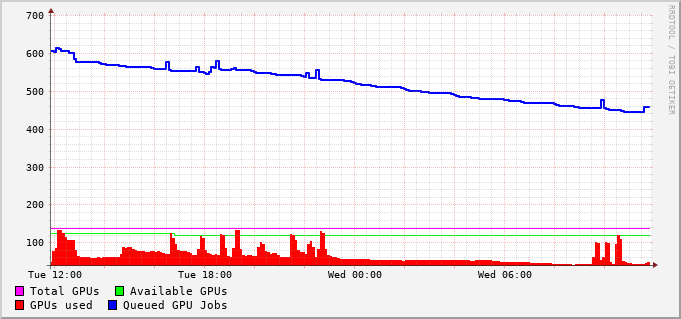 700
600
500
400
300
200
100
Tue 12:00 Tue 18:00 Wed 00:00 Wed 06:00
Total GPUs Available GPUs
GPUs used Queued GPU Jobs
RRDTOOL / TOBI OETIKER